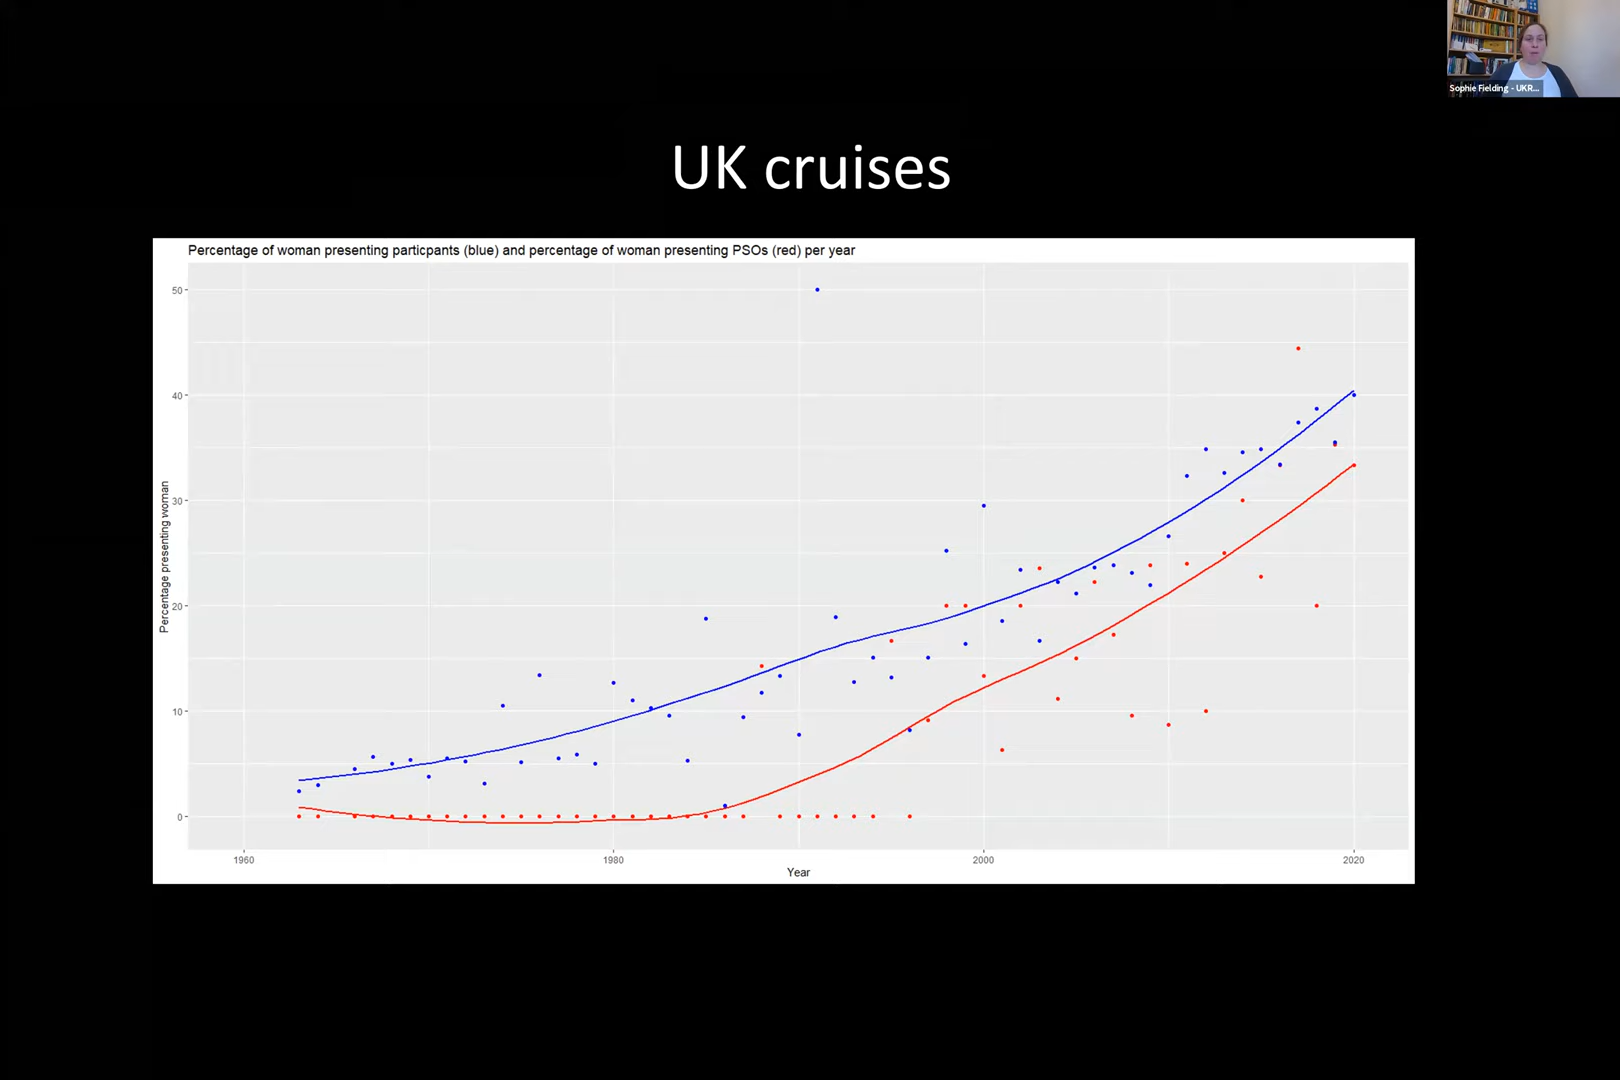 Sophie Fielding - UKR...
UK cruises
Percentage of woman presenting particpants (blue) and percentage of woman presenting PSOs (red) per year
50
40
30
20
10
0
Percentage presenting woman
1960
1980
2000
2020
Year